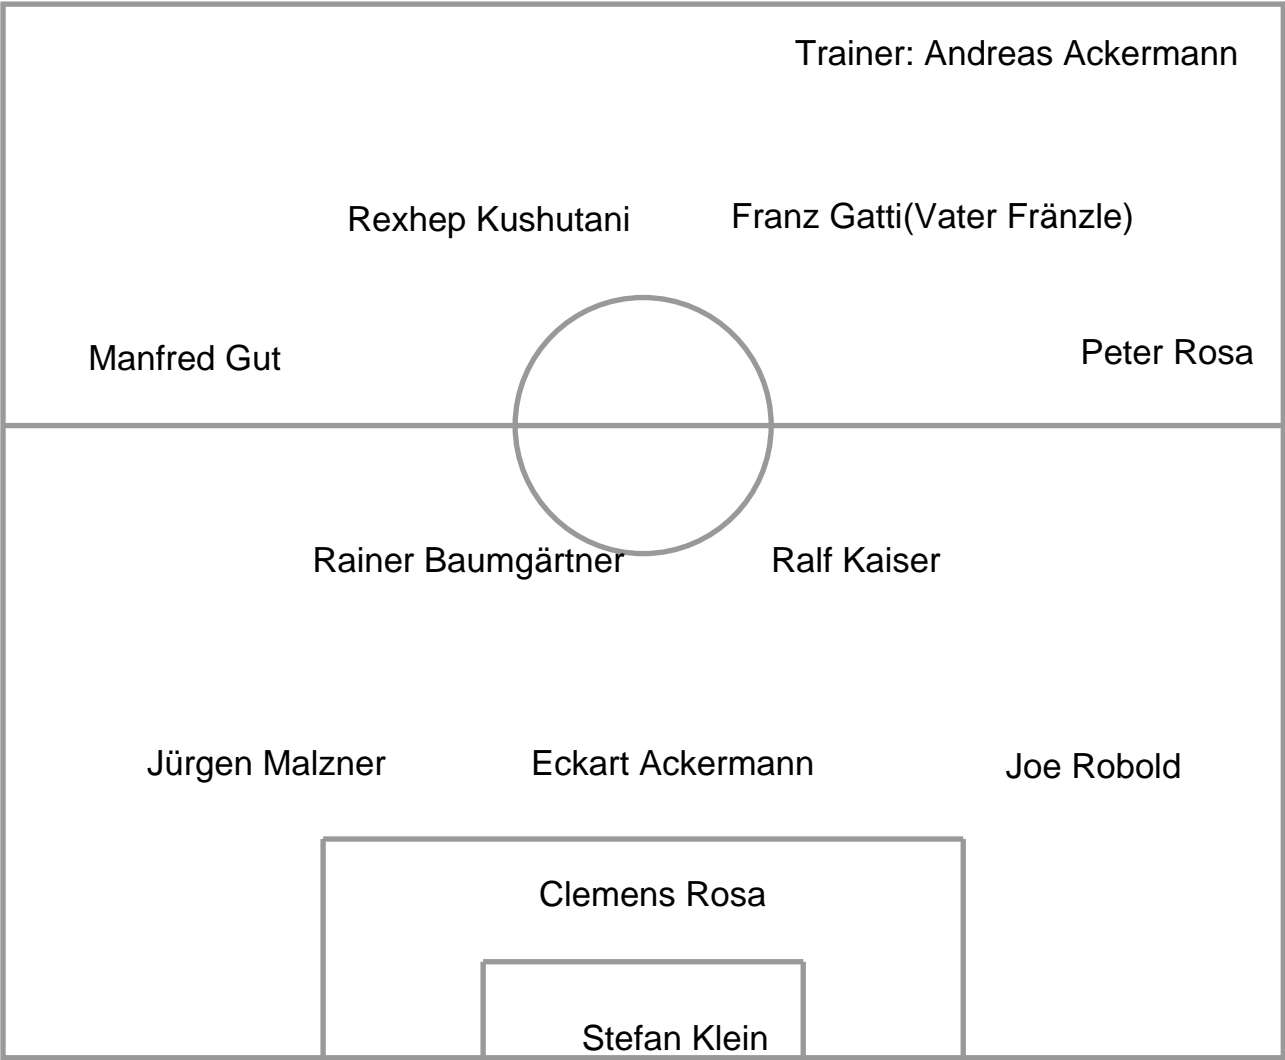 Trainer: Andreas Ackermann
Rexhep Kushutani
Franz Gatti(Vater Fränzle)
Manfred Gut
Peter Rosa
Rainer Baumgärtner
Ralf Kaiser
Jürgen Malzner
Eckart Ackermann
Joe Robold
Clemens Rosa
Stefan Klein